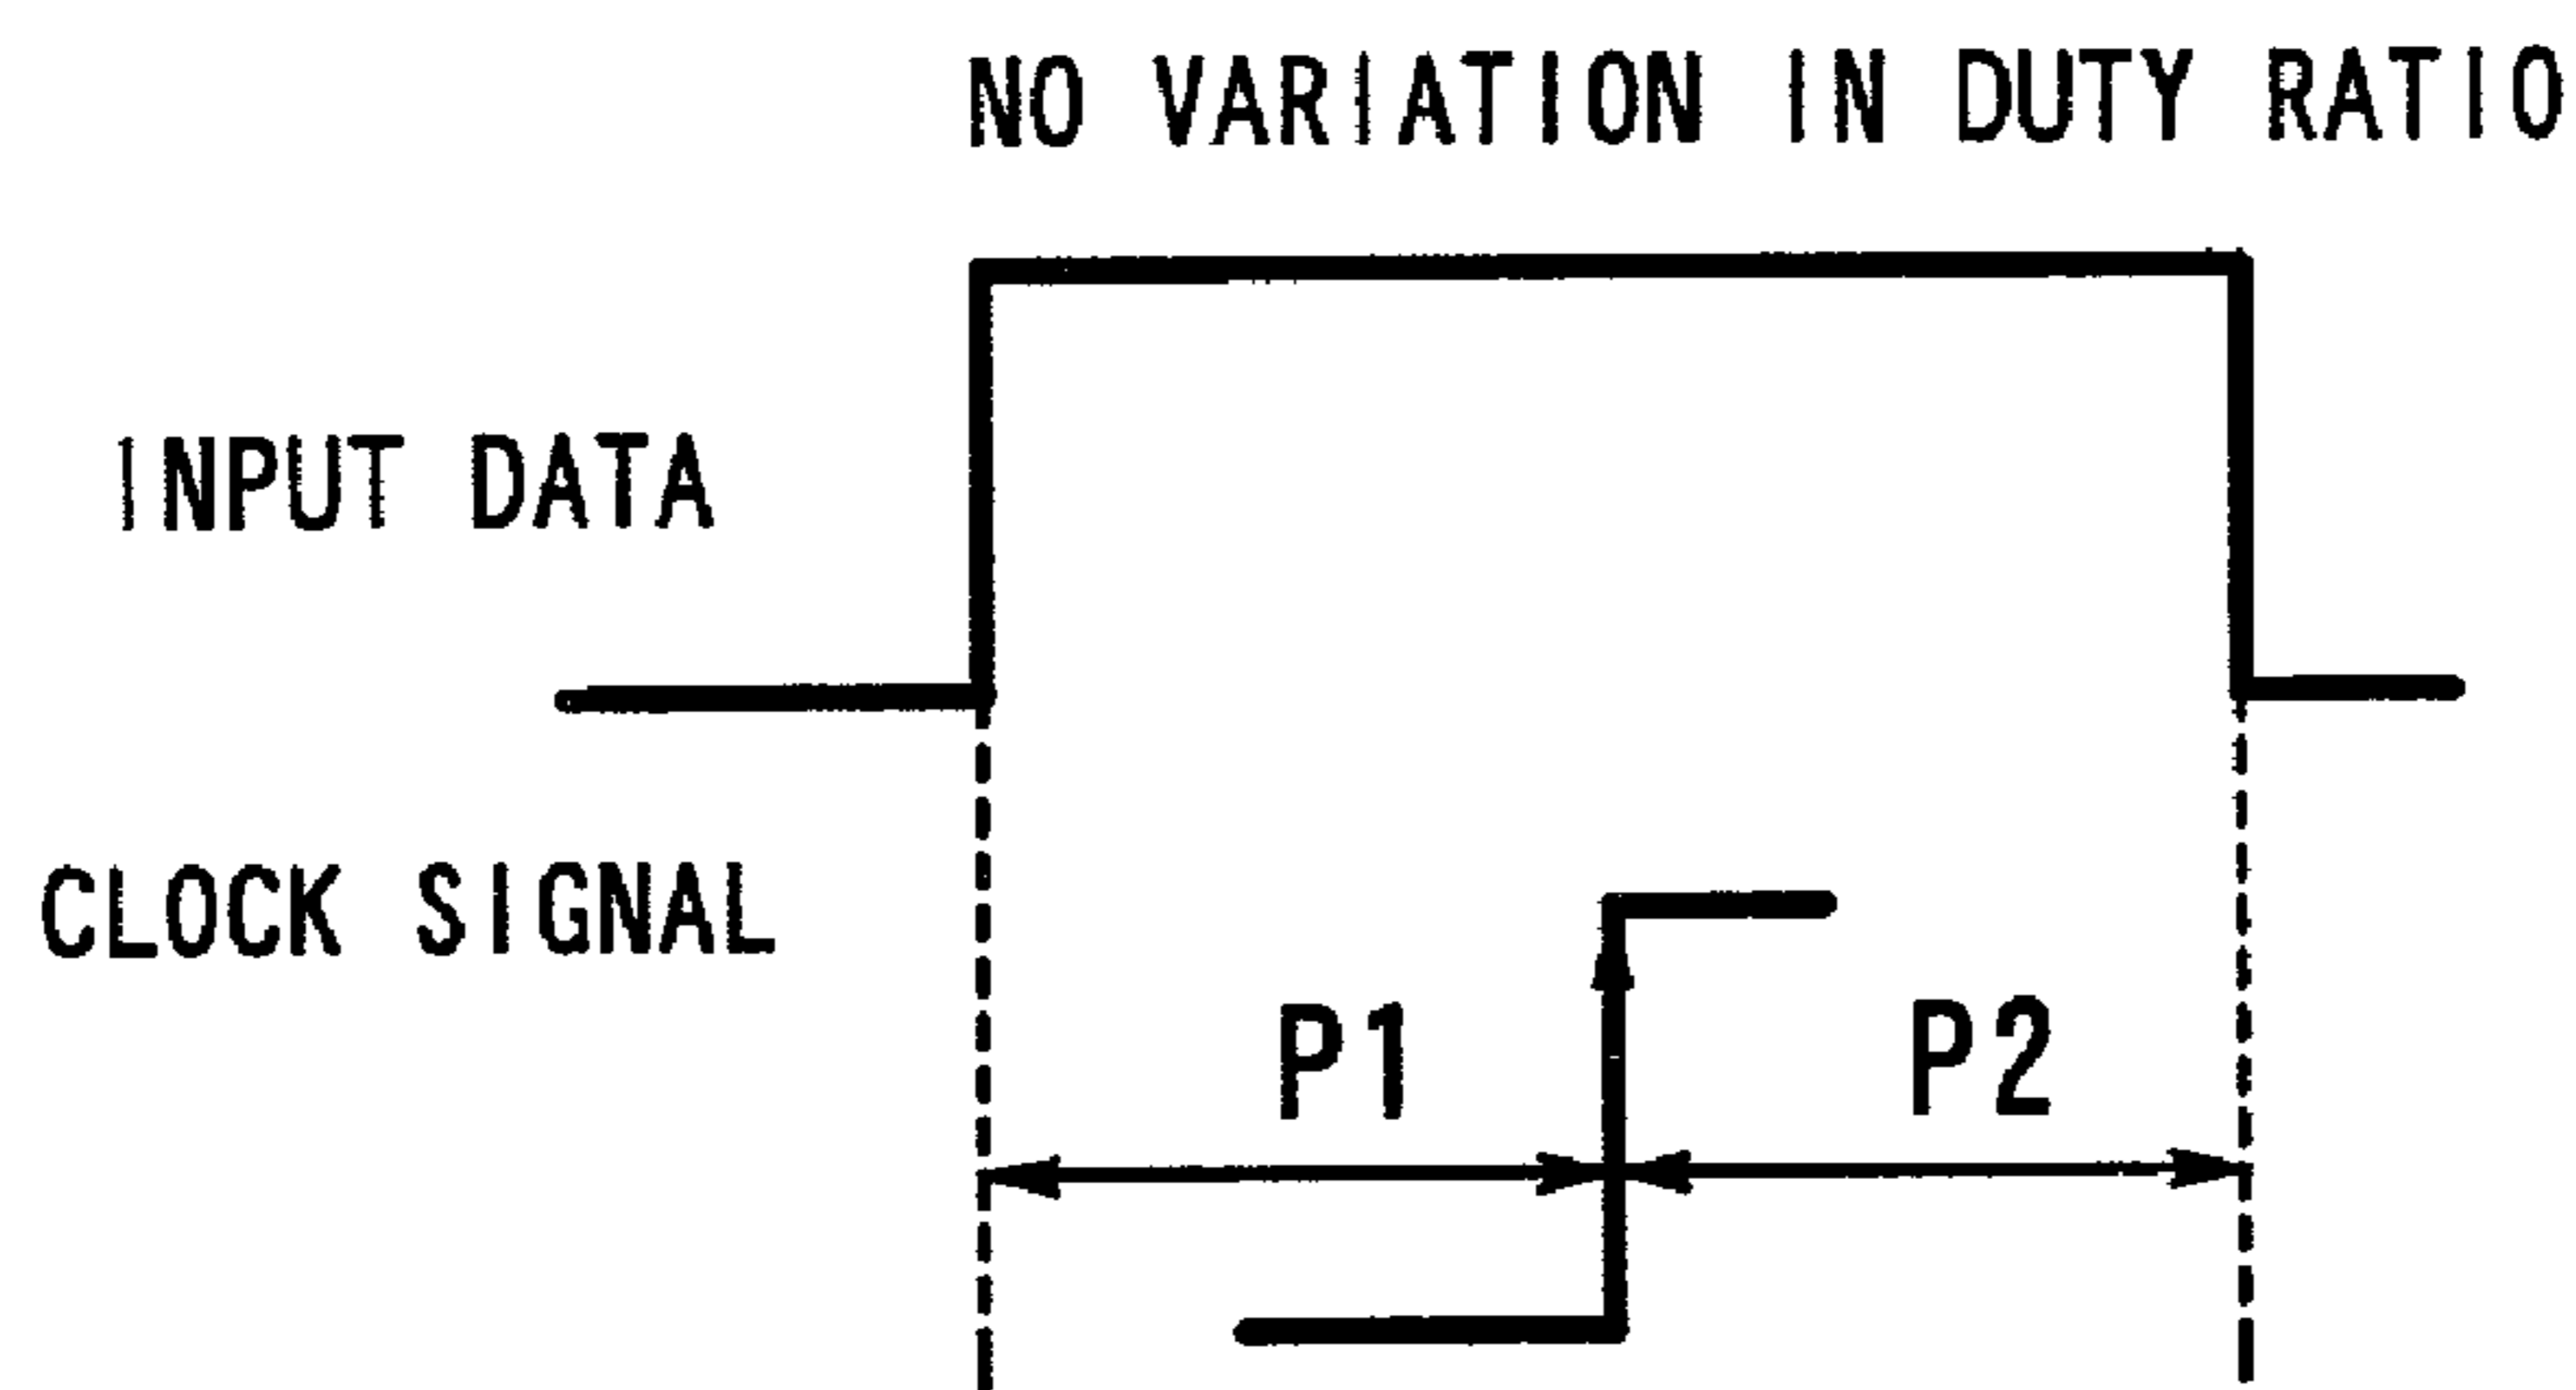 NO VARIATION IN DUTY RATIO
INPUT DATA
CLOCK SIGNAL
P1
P2